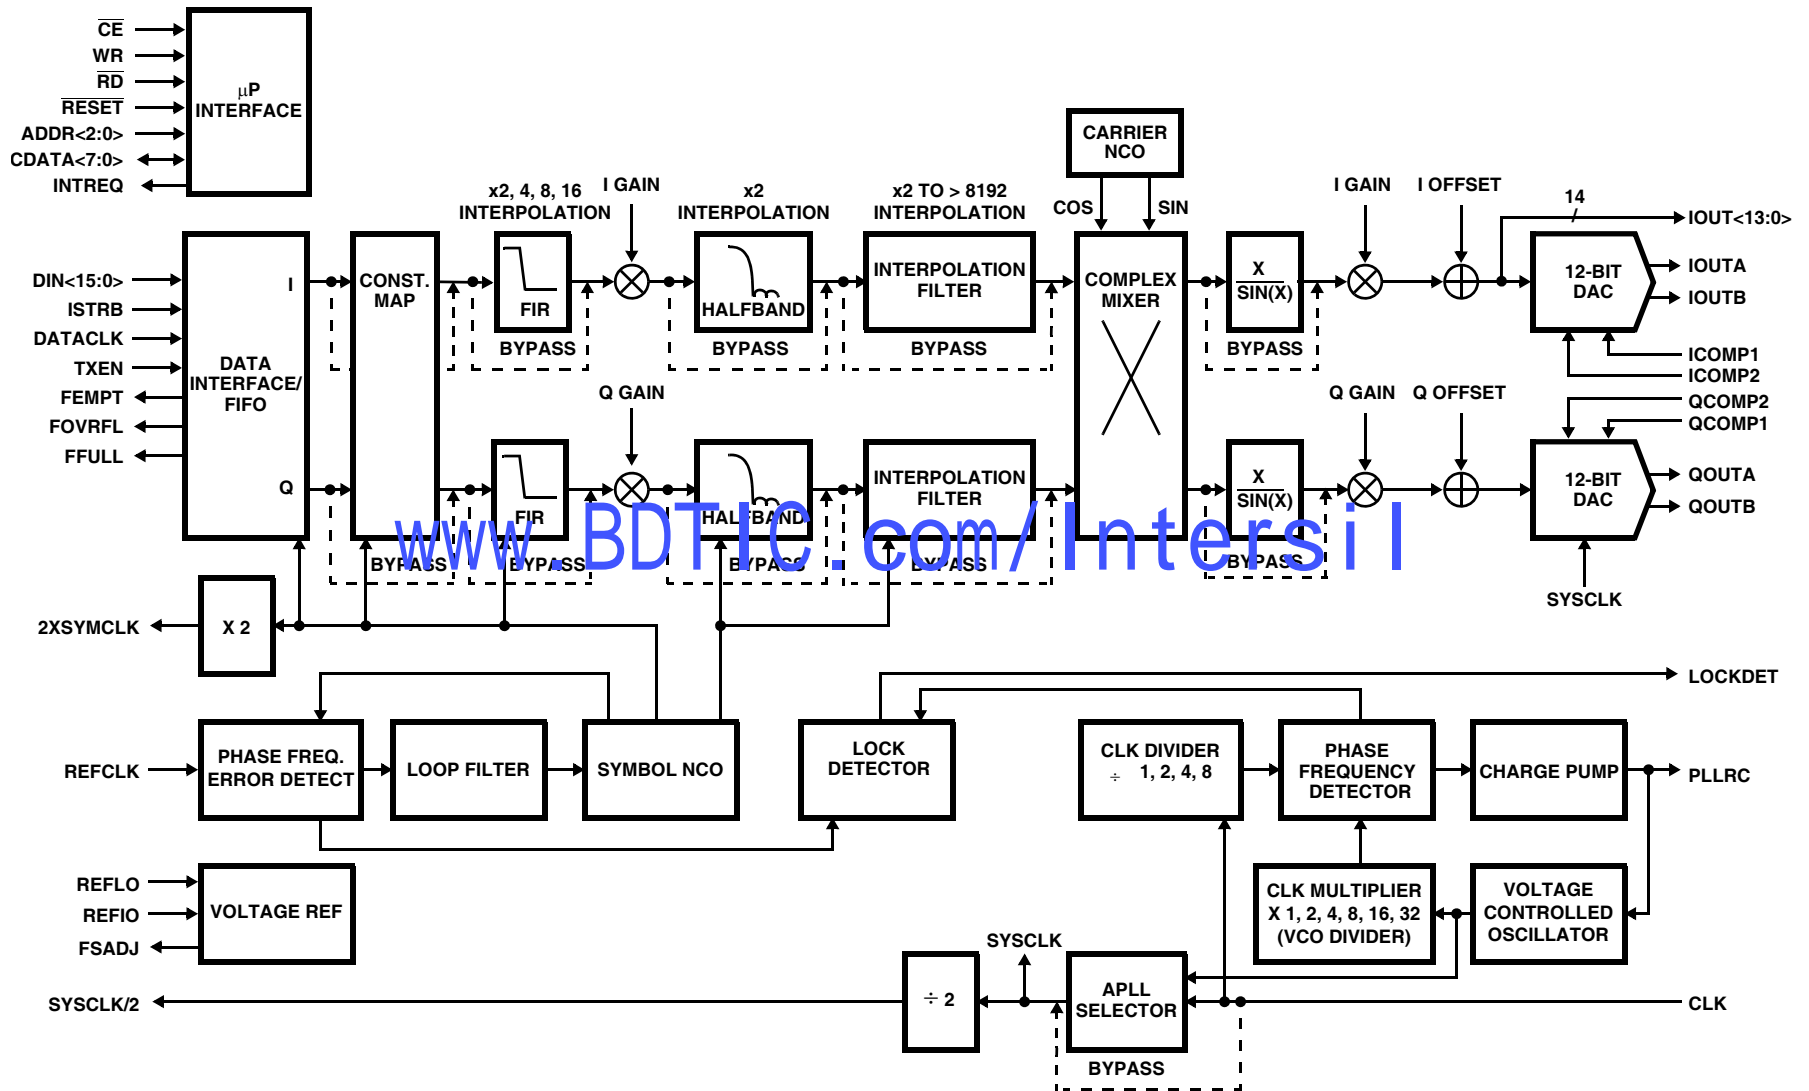 CE
WR
RD
RESET
ADDR<2:0>
CDATA<7:0>
INTREQ
µP
INTERFACE
CARRIER
NCO
COS
SIN
x2, 4, 8, 16
INTERPOLATION
I GAIN
x2
INTERPOLATION
x2 TO > 8192
INTERPOLATION
I GAIN
I OFFSET
14
IOUT<13:0>
DIN<15:0>
ISTRB
DATACLK
TXEN
FEMPT
FOVRFL
FFULL
I
DATA
INTERFACE/
FIFO
Q
CONST.
MAP
FIR
BYPASS
HALFBAND
BYPASS
INTERPOLATION
FILTER
BYPASS
COMPLEX
MIXER
X
SIN(X)
BYPASS
12-BIT
DAC
IOUTA
IOUTB
ICOMP1
ICOMP2
QCOMP2
QCOMP1
Q GAIN
Q GAIN
Q OFFSET
BYPASS
FIR
BYPASS
HALFBAND
BYPASS
INTERPOLATION
FILTER
BYPASS
X
SIN(X)
BYPASS
12-BIT
DAC
QOUTA
QOUTB
SYSCLK
www.BDTIC.com/Intersil
2XSYMCLK
X 2
LOCKDET
REFCLK
PHASE FREQ.
ERROR DETECT
LOOP FILTER
SYMBOL NCO
LOCK
DETECTOR
CLK DIVIDER
÷ 1, 2, 4, 8
PHASE
FREQUENCY
DETECTOR
CHARGE PUMP
PLLRC
REFLO
REFIO
FSADJ
VOLTAGE REF
CLK MULTIPLIER
X 1, 2, 4, 8, 16, 32
(VCO DIVIDER)
VOLTAGE
CONTROLLED
OSCILLATOR
SYSCLK
SYSCLK/2
÷ 2
APLL
SELECTOR
BYPASS
CLK